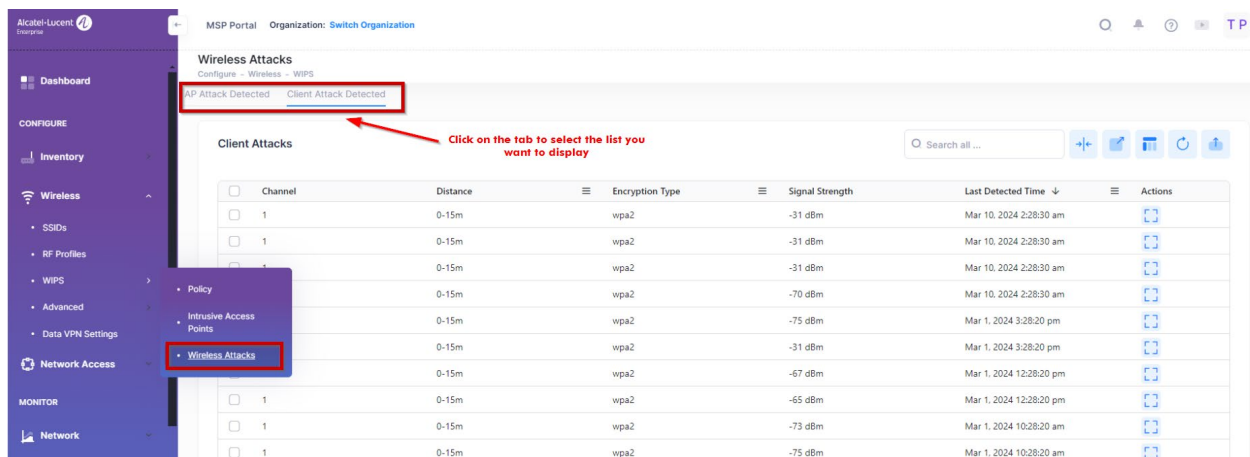 Alcatel-Lucent
Enterprise
MSP Portal Organization: Switch Organization
T P
Dashboard
CONFIGURE
Inventory
Wireless
SSIDs
RF Profiles
WIPS
Advanced
Data VPN Settings
Network Access
MONITOR
Network
Policy
Intrusive Access
Points
Wireless Attacks
Wireless Attacks
Configure - Wireless - WIPS
AP Attack Detected Client Attack Detected
Click on the tab to select the list you
want to display
Client Attacks
Search all ...
Channel Distance Encryption Type Signal Strength Last Detected Time Actions
1 0-15m wpa2 -31 dBm Mar 10, 2024 2:28:30 am
1 0-15m wpa2 -31 dBm Mar 10, 2024 2:28:30 am
0-15m wpa2 -31 dBm Mar 10, 2024 2:28:30 am
0-15m wpa2 -70 dBm Mar 10, 2024 2:28:30 am
0-15m wpa2 -75 dBm Mar 1, 2024 3:28:20 pm
0-15m wpa2 -31 dBm Mar 1, 2024 3:28:20 pm
0-15m wpa2 -67 dBm Mar 1, 2024 12:28:20 pm
1 0-15m wpa2 -65 dBm Mar 1, 2024 12:28:20 pm
1 0-15m wpa2 -73 dBm Mar 1, 2024 10:28:20 am
1 0-15m wpa2 -75 dBm Mar 1, 2024 10:28:20 am